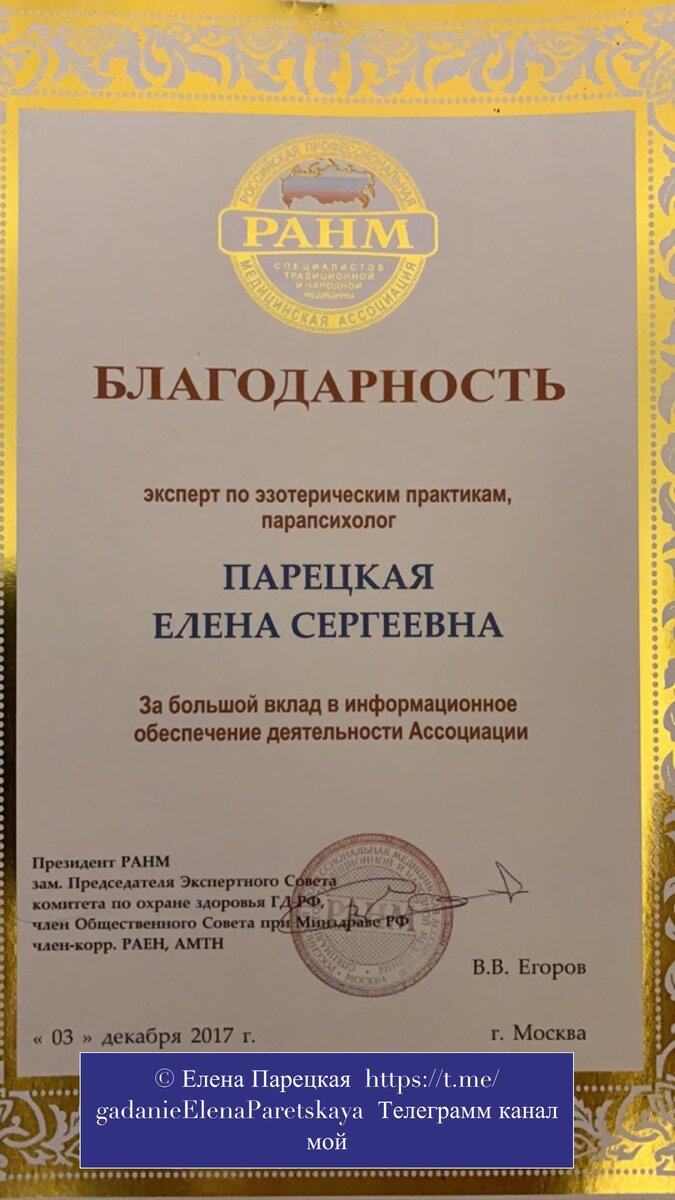 РОССИЙСКАЯ ПРОФЕССИОНАЛЬНАЯ
РАНМ
СПЕЦИАЛИСТОВ
ТРАДИЦИОННОЙ
И НАРОДНОЙ
МЕДИЦИНЫ
МЕДИЦИНСКАЯ АССОЦИАЦИЯ
БЛАГОДАРНОСТЬ
эксперт по эзотерическим практикам,
парапсихолог
ПАРЕЦКАЯ
ЕЛЕНА СЕРГЕЕВНА
За большой вклад в информационное
обеспечение деятельности Ассоциации
Президент РАНМ
зам. Председателя Экспертного Совета
комитета по охране здоровья ГД РФ,
член Общественного Совета при Минздраве РФ,
член-корр. РАЕН, АМТН
РАНМ
МОСКВА
В.В. Егоров
« 03 » декабря 2017 г.
г. Москва
© Елена Парецкая https://t.me/
gadanieElenaParetskaya Телеграмм канал
мой